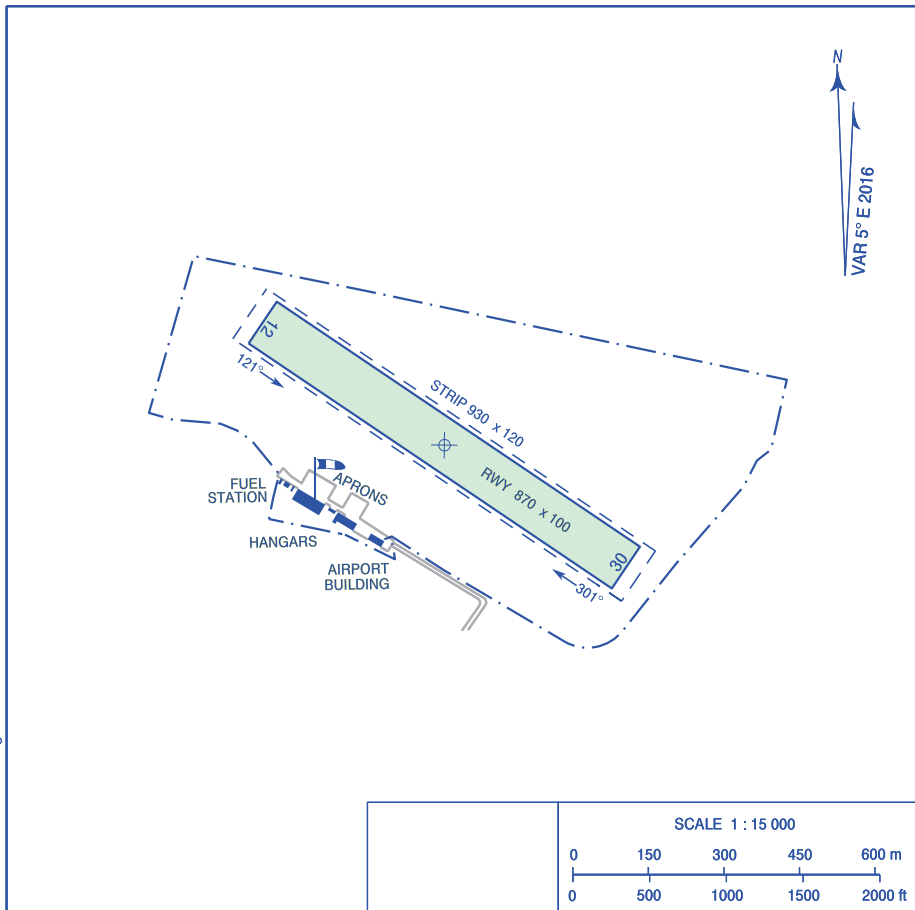 N
VAR 5° E 2016
12
121°
STRIP 930 x 120
RWY 870 x 100
30
301°
FUEL
STATION
APRONS
HANGARS
AIRPORT
BUILDING
SCALE 1 : 15 000
0 150 300 450 600 m
0 500 1000 1500 2000 ft